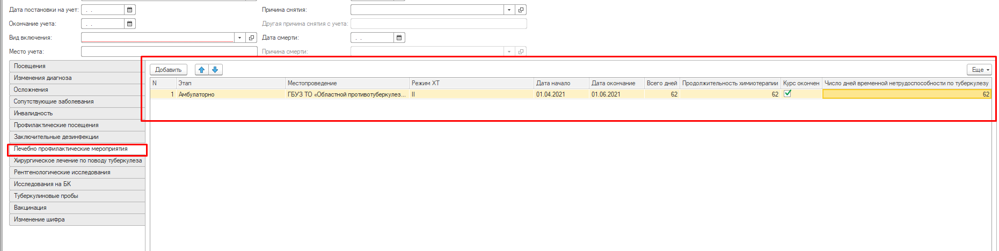 Дата постановки на учет: . . Причина снятия:
Окончание учета: . . Другая причина снятия с учета:
Вид включения: Дата смерти: . .
Место учета: Причина смерти:
Посещения
Изменения диагноза
Осложнения
Сопутствующие заболевания
Инвалидность
Профилактические посещения
Заключительные дезинфекции
Лечебно профилактические мероприятия
Хирургическое лечение по поводу туберкулеза
Рентгенологические исследования
Исследования на БК
Туберкулиновые пробы
Вакцинация
Изменение шифра
Добавить Еще
N Этап Местопроведение Режим ХТ Дата начало Дата окончание Всего дней Продолжительность химиотерапии Курс окончен Число дней временной нетрудоспособности по туберкулезу
1 Амбулаторно ГБУЗ ТО «Областной противотуберкулез... II 01.04.2021 01.06.2021 62 62 62